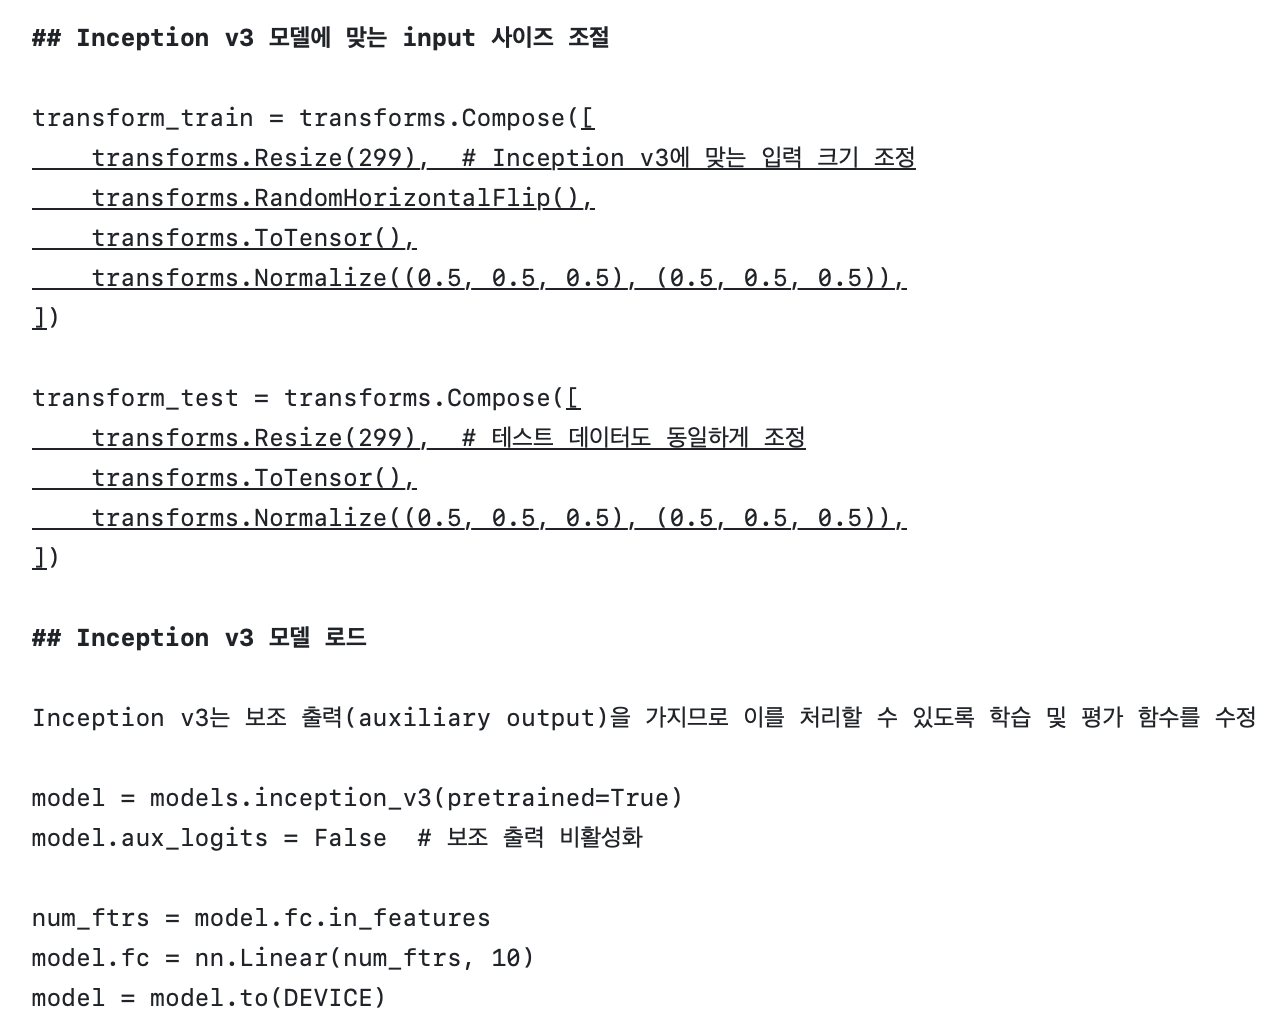 ## Inception v3 모델에 맞는 input 사이즈 조절
transform_train = transforms.Compose([
    transforms.Resize(299),  # Inception v3에 맞는 입력 크기 조정
    transforms.RandomHorizontalFlip(),
    transforms.ToTensor(),
    transforms.Normalize((0.5, 0.5, 0.5), (0.5, 0.5, 0.5)),
])
transform_test = transforms.Compose([
    transforms.Resize(299),  # 테스트 데이터도 동일하게 조정
    transforms.ToTensor(),
    transforms.Normalize((0.5, 0.5, 0.5), (0.5, 0.5, 0.5)),
])
## Inception v3 모델 로드
Inception v3는 보조 출력(auxiliary output)을 가지므로 이를 처리할 수 있도록 학습 및 평가 함수를 수정
model = models.inception_v3(pretrained=True)
model.aux_logits = False  # 보조 출력 비활성화
num_ftrs = model.fc.in_features
model.fc = nn.Linear(num_ftrs, 10)
model = model.to(DEVICE)